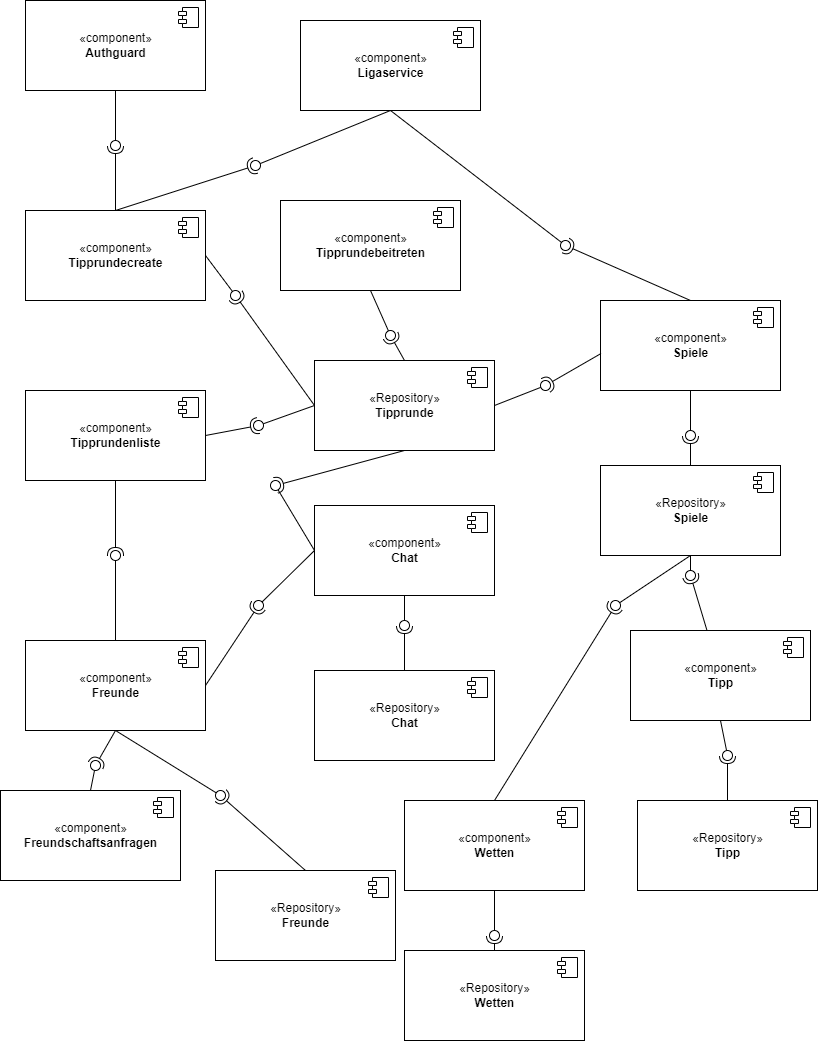 «component»
Authguard
«component»
Ligaservice
«component»
Tipprundecreate
«component»
Tipprundebeitreten
«component»
Spiele
«Repository»
Tipprunde
«component»
Tipprundenliste
«Repository»
Spiele
«component»
Chat
«component»
Freunde
«component»
Tipp
«Repository»
Chat
«component»
Freundschaftsanfragen
«component»
Wetten
«Repository»
Tipp
«Repository»
Freunde
«Repository»
Wetten